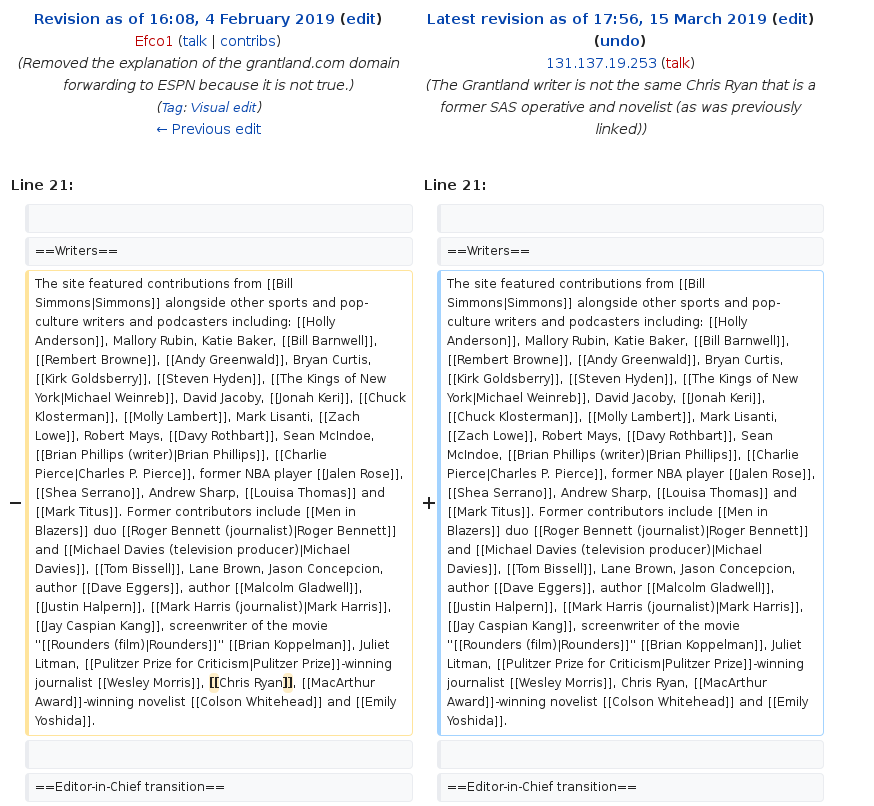 Revision as of 16:08, 4 February 2019 (edit)
Efco1 (talk | contribs)
(Removed the explanation of the grantland.com domain
forwarding to ESPN because it is not true.)
(Tag: Visual edit)
← Previous edit
Latest revision as of 17:56, 15 March 2019 (edit)
(undo)
131.137.19.253 (talk)
(The Grantland writer is not the same Chris Ryan that is a
former SAS operative and novelist (as was previously
linked))
Line 21:
Line 21:
==Writers==
==Writers==
−
The site featured contributions from [[Bill
Simmons|Simmons]] alongside other sports and pop-
culture writers and podcasters including: [[Holly
Anderson]], Mallory Rubin, Katie Baker, [[Bill Barnwell]],
[[Rembert Browne]], [[Andy Greenwald]], Bryan Curtis,
[[Kirk Goldsberry]], [[Steven Hyden]], [[The Kings of New
York|Michael Weinreb]], David Jacoby, [[Jonah Keri]], [[Chuck
Klosterman]], [[Molly Lambert]], Mark Lisanti, [[Zach
Lowe]], Robert Mays, [[Davy Rothbart]], Sean McIndoe,
[[Brian Phillips (writer)|Brian Phillips]], [[Charlie
Pierce|Charles P. Pierce]], former NBA player [[Jalen Rose]],
[[Shea Serrano]], Andrew Sharp, [[Louisa Thomas]] and
[[Mark Titus]]. Former contributors include [[Men in
Blazers]] duo [[Roger Bennett (journalist)|Roger Bennett]]
and [[Michael Davies (television producer)|Michael
Davies]], [[Tom Bissell]], Lane Brown, Jason Concepcion,
author [[Dave Eggers]], author [[Malcolm Gladwell]],
[[Justin Halpern]], [[Mark Harris (journalist)|Mark Harris]],
[[Jay Caspian Kang]], screenwriter of the movie
''[[Rounders (film)|Rounders]]'' [[Brian Koppelman]], Juliet
Litman, [[Pulitzer Prize for Criticism|Pulitzer Prize]]-winning
journalist [[Wesley Morris]], [[Chris Ryan]], [[MacArthur
Award]]-winning novelist [[Colson Whitehead]] and [[Emily
Yoshida]].
+
The site featured contributions from [[Bill
Simmons|Simmons]] alongside other sports and pop-
culture writers and podcasters including: [[Holly
Anderson]], Mallory Rubin, Katie Baker, [[Bill Barnwell]],
[[Rembert Browne]], [[Andy Greenwald]], Bryan Curtis,
[[Kirk Goldsberry]], [[Steven Hyden]], [[The Kings of New
York|Michael Weinreb]], David Jacoby, [[Jonah Keri]],
[[Chuck Klosterman]], [[Molly Lambert]], Mark Lisanti,
[[Zach Lowe]], Robert Mays, [[Davy Rothbart]], Sean
McIndoe, [[Brian Phillips (writer)|Brian Phillips]], [[Charlie
Pierce|Charles P. Pierce]], former NBA player [[Jalen Rose]],
[[Shea Serrano]], Andrew Sharp, [[Louisa Thomas]] and
[[Mark Titus]]. Former contributors include [[Men in
Blazers]] duo [[Roger Bennett (journalist)|Roger Bennett]]
and [[Michael Davies (television producer)|Michael
Davies]], [[Tom Bissell]], Lane Brown, Jason Concepcion,
author [[Dave Eggers]], author [[Malcolm Gladwell]],
[[Justin Halpern]], [[Mark Harris (journalist)|Mark Harris]],
[[Jay Caspian Kang]], screenwriter of the movie
''[[Rounders (film)|Rounders]]'' [[Brian Koppelman]], Juliet
Litman, [[Pulitzer Prize for Criticism|Pulitzer Prize]]-winning
journalist [[Wesley Morris]], Chris Ryan, [[MacArthur
Award]]-winning novelist [[Colson Whitehead]] and [[Emily
Yoshida]].
==Editor-in-Chief transition==
==Editor-in-Chief transition==